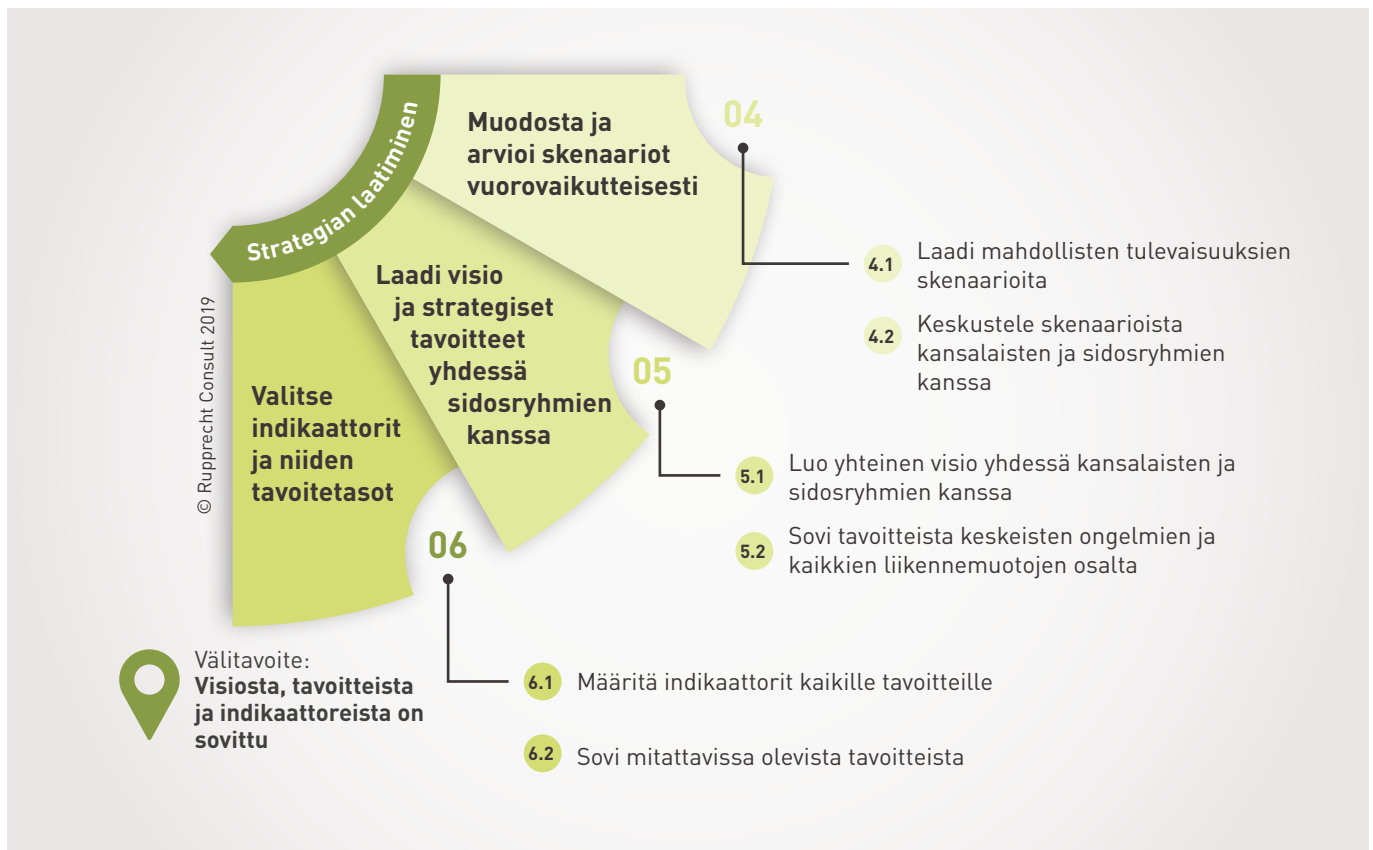 Strategian laatiminen
Muodosta ja
arvioi skenaariot
vuorovaikutteisesti
04
4.1 Laadi mahdollisten tulevaisuuksien
skenaarioita
4.2 Keskustele skenaarioista
kansalaisten ja sidosryhmien
kanssa
Laadi visio
ja strategiset
tavoitteet
yhdessä
sidosryhmien
kanssa
05
5.1 Luo yhteinen visio yhdessä kansalaisten ja
sidosryhmien kanssa
5.2 Sovi tavoitteista keskeisten ongelmien ja
kaikkien liikennemuotojen osalta
Valitse
indikaattorit
ja niiden
tavoitetasot
06
6.1 Määritä indikaattorit kaikille tavoitteille
6.2 Sovi mitattavissa olevista tavoitteista
Välitavoite:
Visiosta, tavoitteista
ja indikaattoreista on
sovittu
© Rupprecht Consult 2019